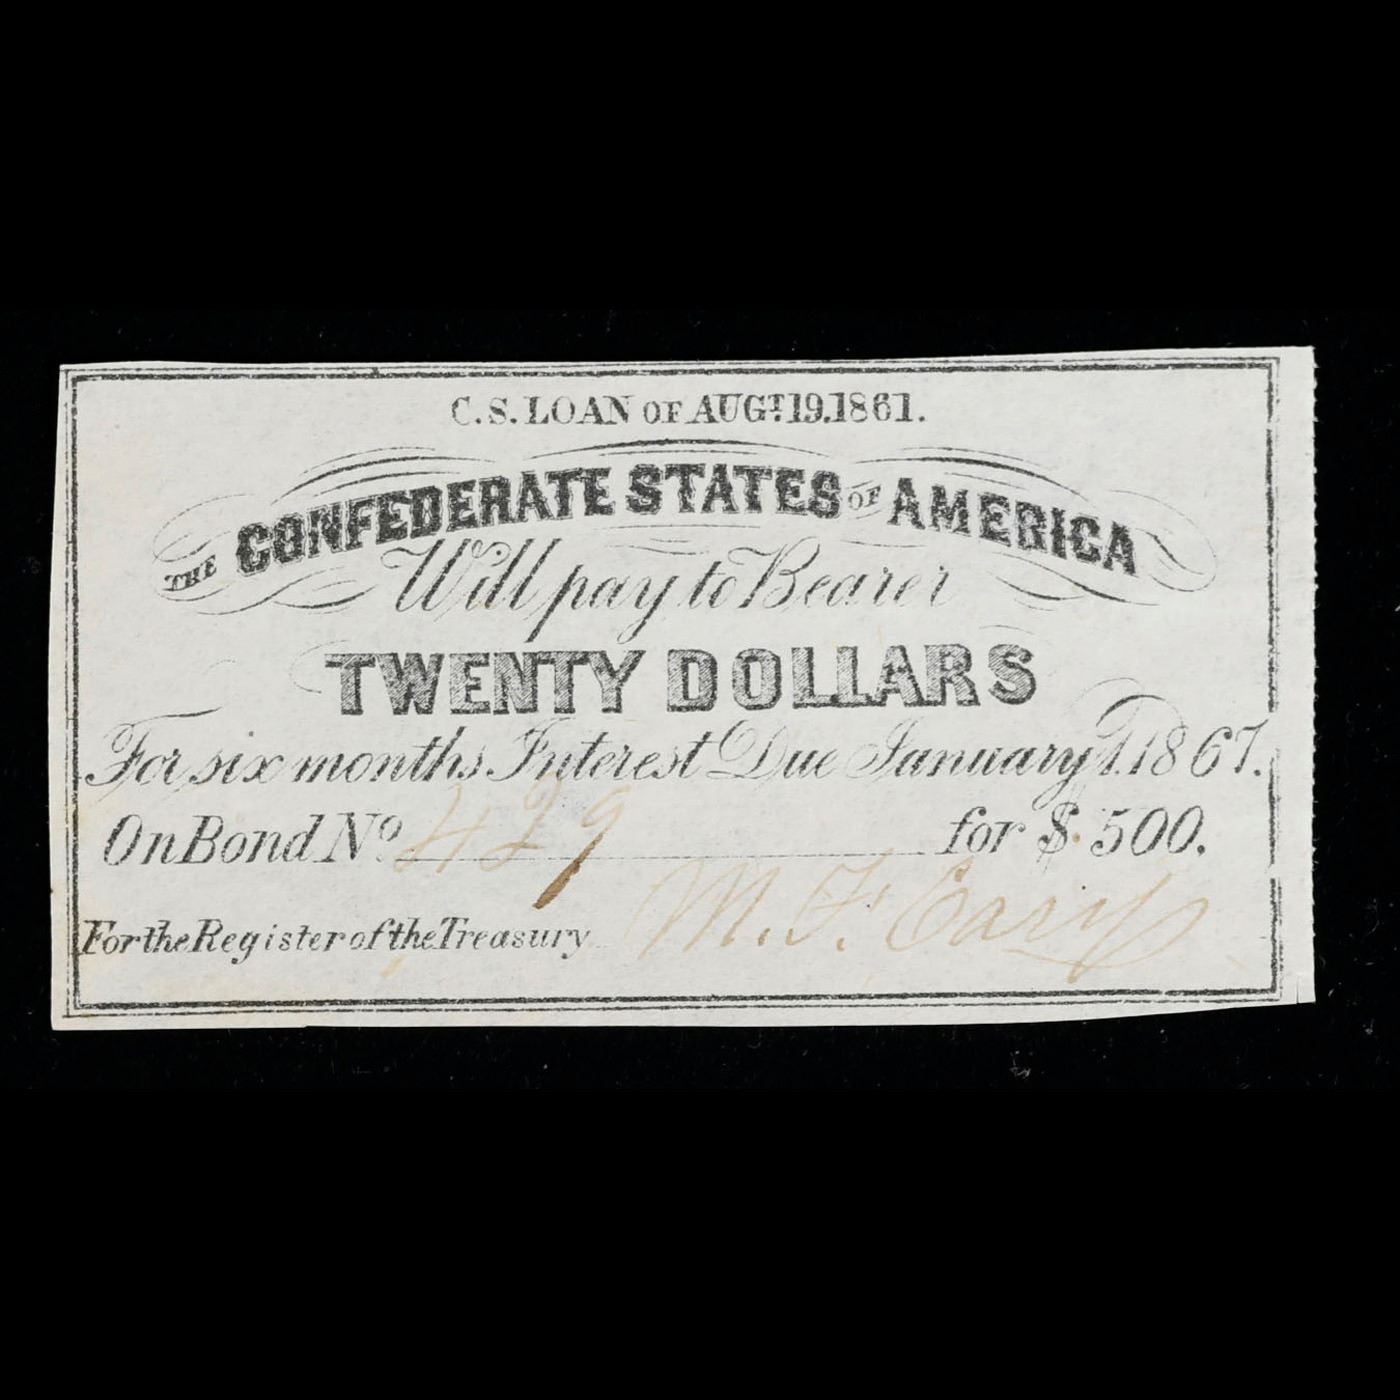 C.S. LOAN OF AUGT. 19. 1861.
THE CONFEDERATE STATES OF AMERICA
Will pay to Bearer
TWENTY DOLLARS
For six months Interest Due January 1. 1867.
On Bond No. 429 for $ 500.
For the Register of the Treasury M. F. Cary